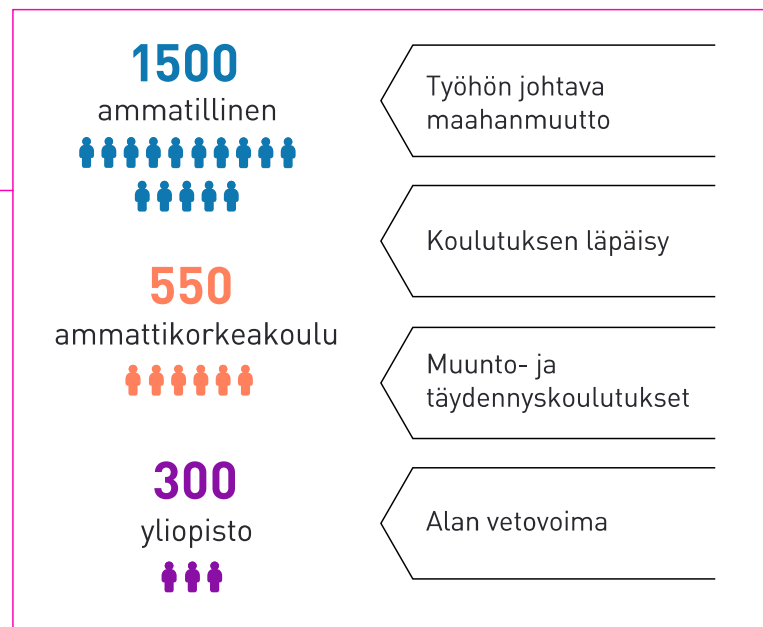 1500
ammatillinen
550
ammattikorkeakoulu
300
yliopisto
Työhön johtava
maahanmuutto
Koulutuksen läpäisy
Muunto- ja
täydennyskoulutukset
Alan vetovoima